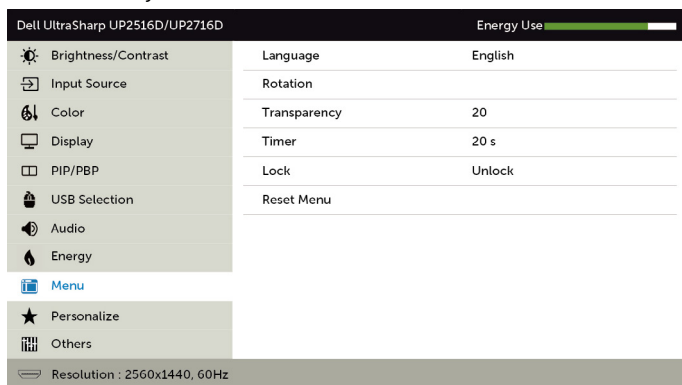 Dell UltraSharp UP2516D/UP2716D Energy Use
Brightness/Contrast Language English
Input Source Rotation
Color Transparency 20
Display Timer 20 s
PIP/PBP Lock Unlock
USB Selection Reset Menu
Audio
Energy
Menu
Personalize
Others
Resolution : 2560x1440, 60Hz